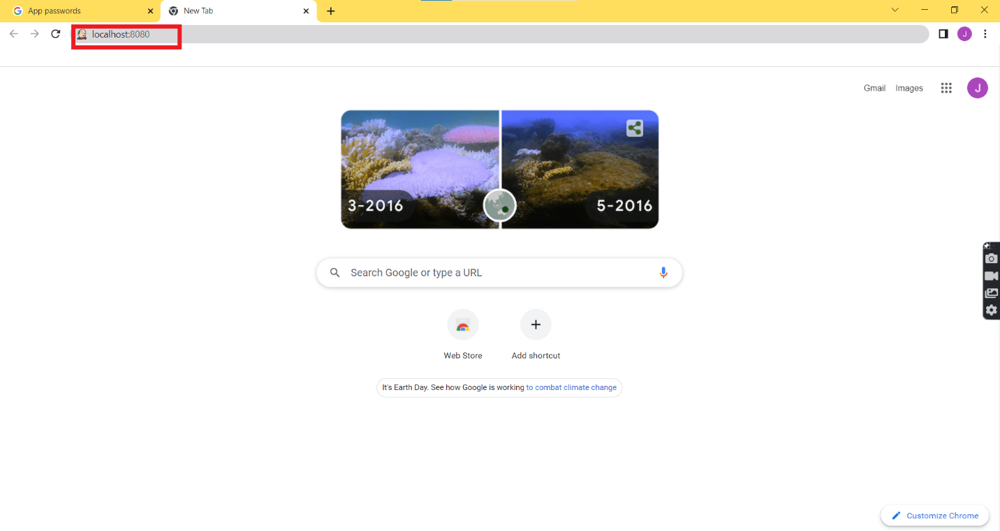 App passwords
New Tab
localhost:8080
Gmail Images
J
J
3-2016 5-2016
Search Google or type a URL
Web Store Add shortcut
It's Earth Day. See how Google is working to combat climate change
Customize Chrome